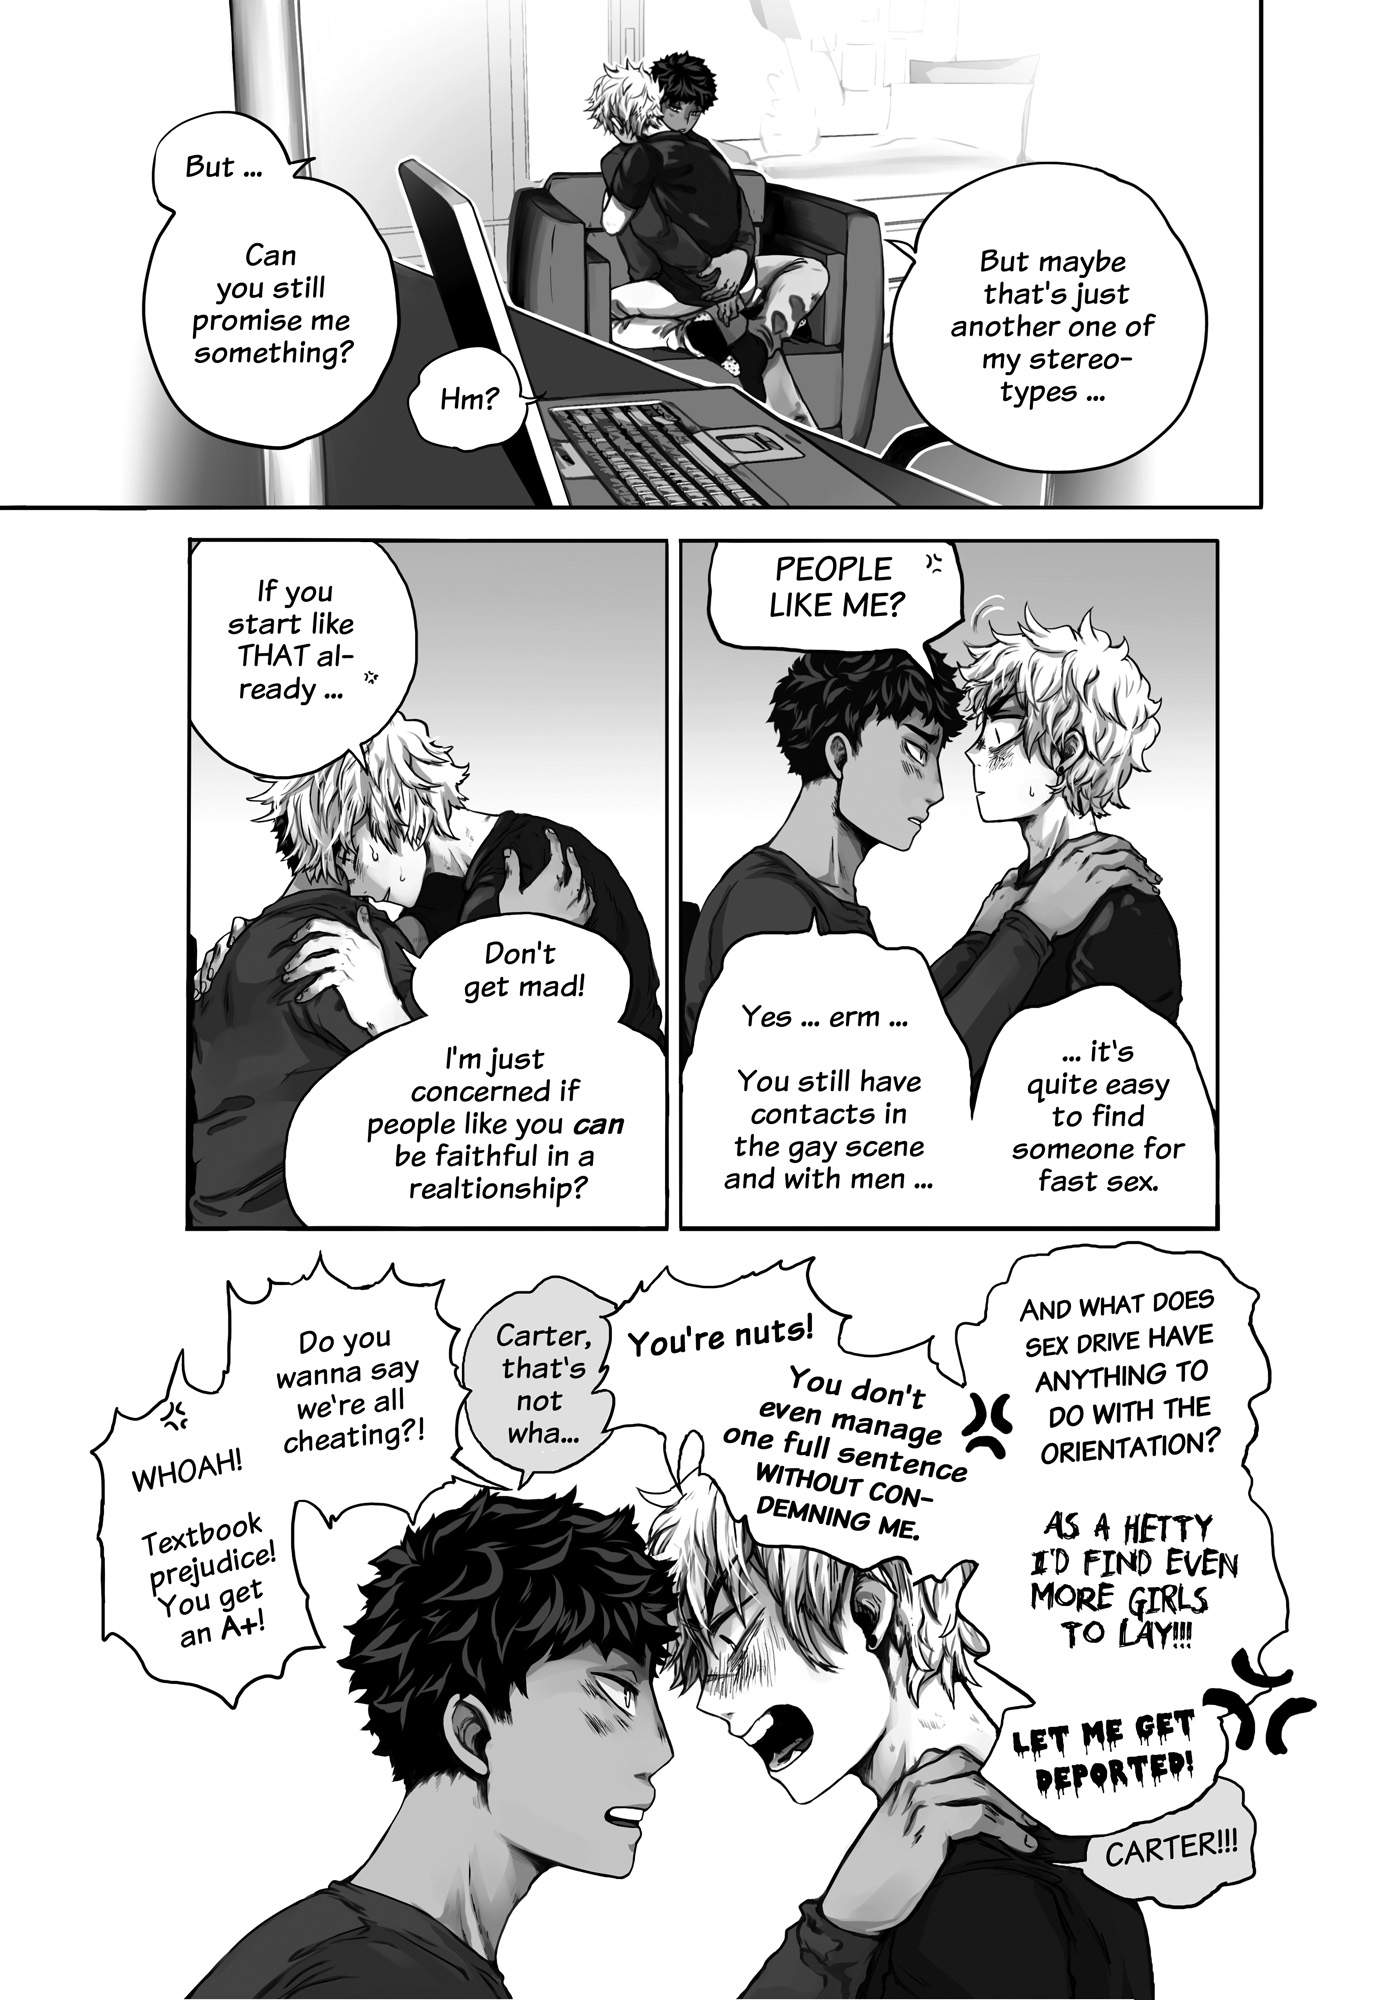 But ...
Can
you still
promise me
something?
Hm?
But maybe
that's just
another one of
my stereo-
types ...
If you
start like
THAT al-
ready ...
Don't
get mad!
I'm just
concerned if
people like you can
be faithful in a
realtionship?
PEOPLE
LIKE ME?
Yes ... erm ...
You still have
contacts in
the gay scene
and with men ...
... it's
quite easy
to find
someone for
fast sex.
WHOAH!
Textbook
prejudice!
You get
an A+!
Do you
wanna say
we're all
cheating?!
Carter,
that's
not
wha...
You're nuts!
You don't
even manage
one full sentence
WITHOUT CON-
DEMNING ME.
AND WHAT DOES
SEX DRIVE HAVE
ANYTHING TO
DO WITH THE
ORIENTATION?
AS A HETTY
I'D FIND EVEN
MORE GIRLS
TO LAY!!!
LET ME GET
DEPORTED!
CARTER!!!